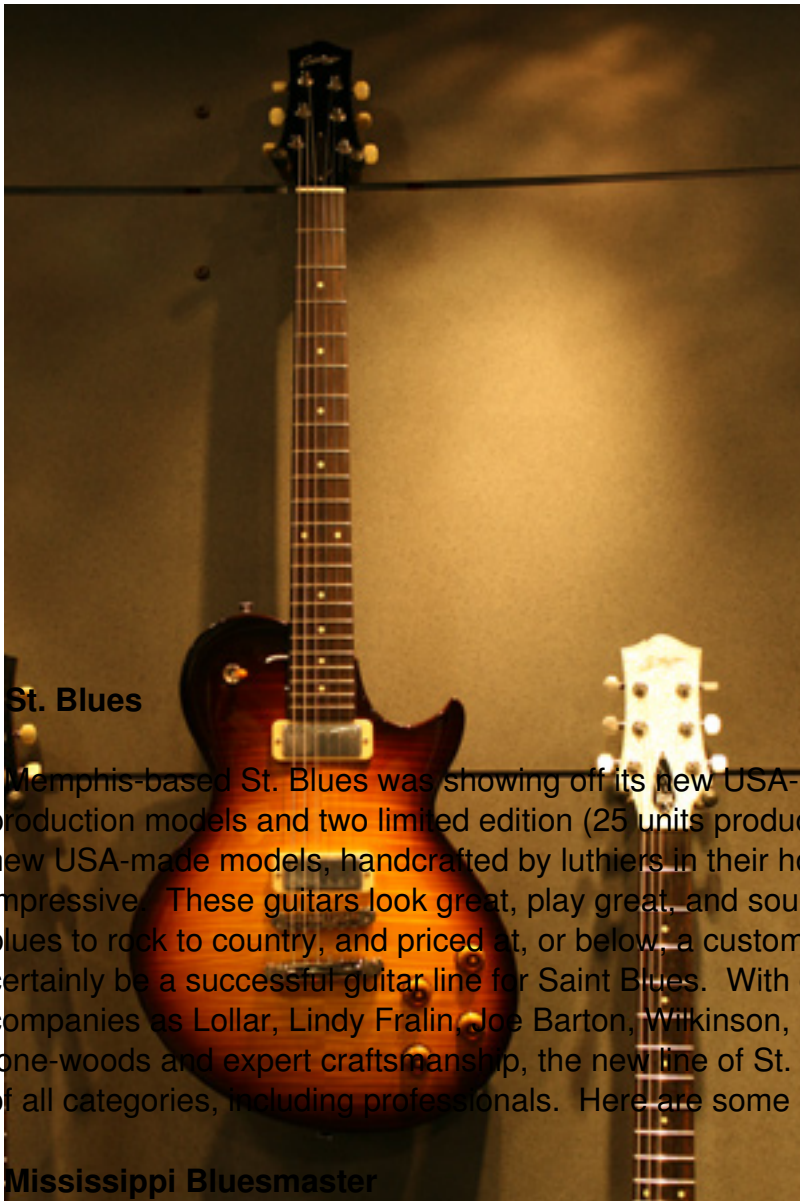 Collings
St. Blues
Memphis-based St. Blues was showing off its new USA-
production models and two limited edition (25 units produc
new USA-made models, handcrafted by luthiers in their ho
mpressive.  These guitars look great, play great, and sou
blues to rock to country, and priced at, or below, a custom
certainly be a successful guitar line for Saint Blues.  With
companies as Lollar, Lindy Fralin, Joe Barton, Wilkinson,
one-woods and expert craftsmanship, the new line of St.
of all categories, including professionals.  Here are some
Mississippi Bluesmaster